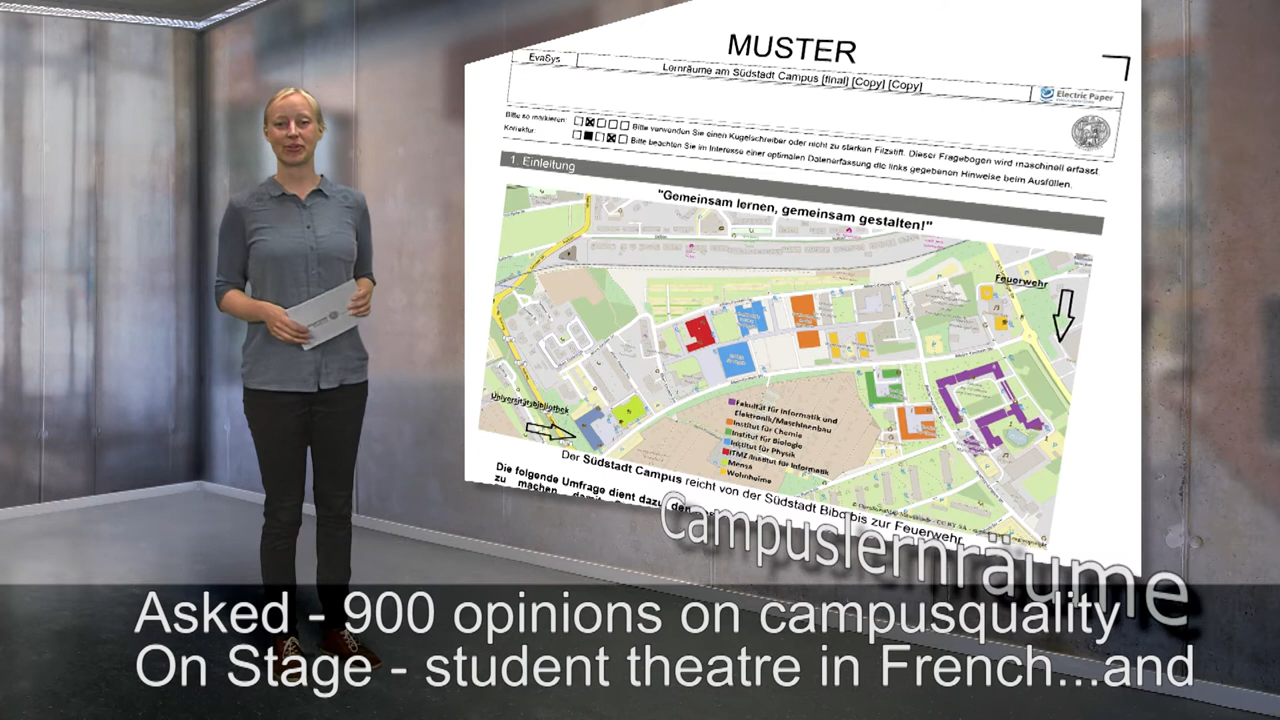 MUSTER
EvaSys
Lernräume am Südstadt Campus [final] [Copy] [Copy]
Electric Paper
Bitte so markieren:
Bitte verwenden Sie einen Kugelschreiber oder nicht zu starken Filzstift. Dieser Fragebogen wird maschinell erfasst.
Korrektur:
Bitte beachten Sie im Interesse einer optimalen Datenerfassung die links gegebenen Hinweise beim Ausfüllen.
1. Einleitung
"Gemeinsam lernen, gemeinsam gestalten!"
Feuerwehr
Universitätsbibliothek
Fakultät für Informatik und
Elektronik/Maschinenbau
Institut für Chemie
Institut für Biologie
Institut für Physik
ITMZ/Institut für Informatik
Mensa
Wohnheime
Der Südstadt Campus reicht von der Südstadt Bibo bis zur Feuerwehr.
Die folgende Umfrage dient dazu, den
zu machen,
Campuslernräume
Asked - 900 opinions on campusquality
On Stage - student theatre in French...and